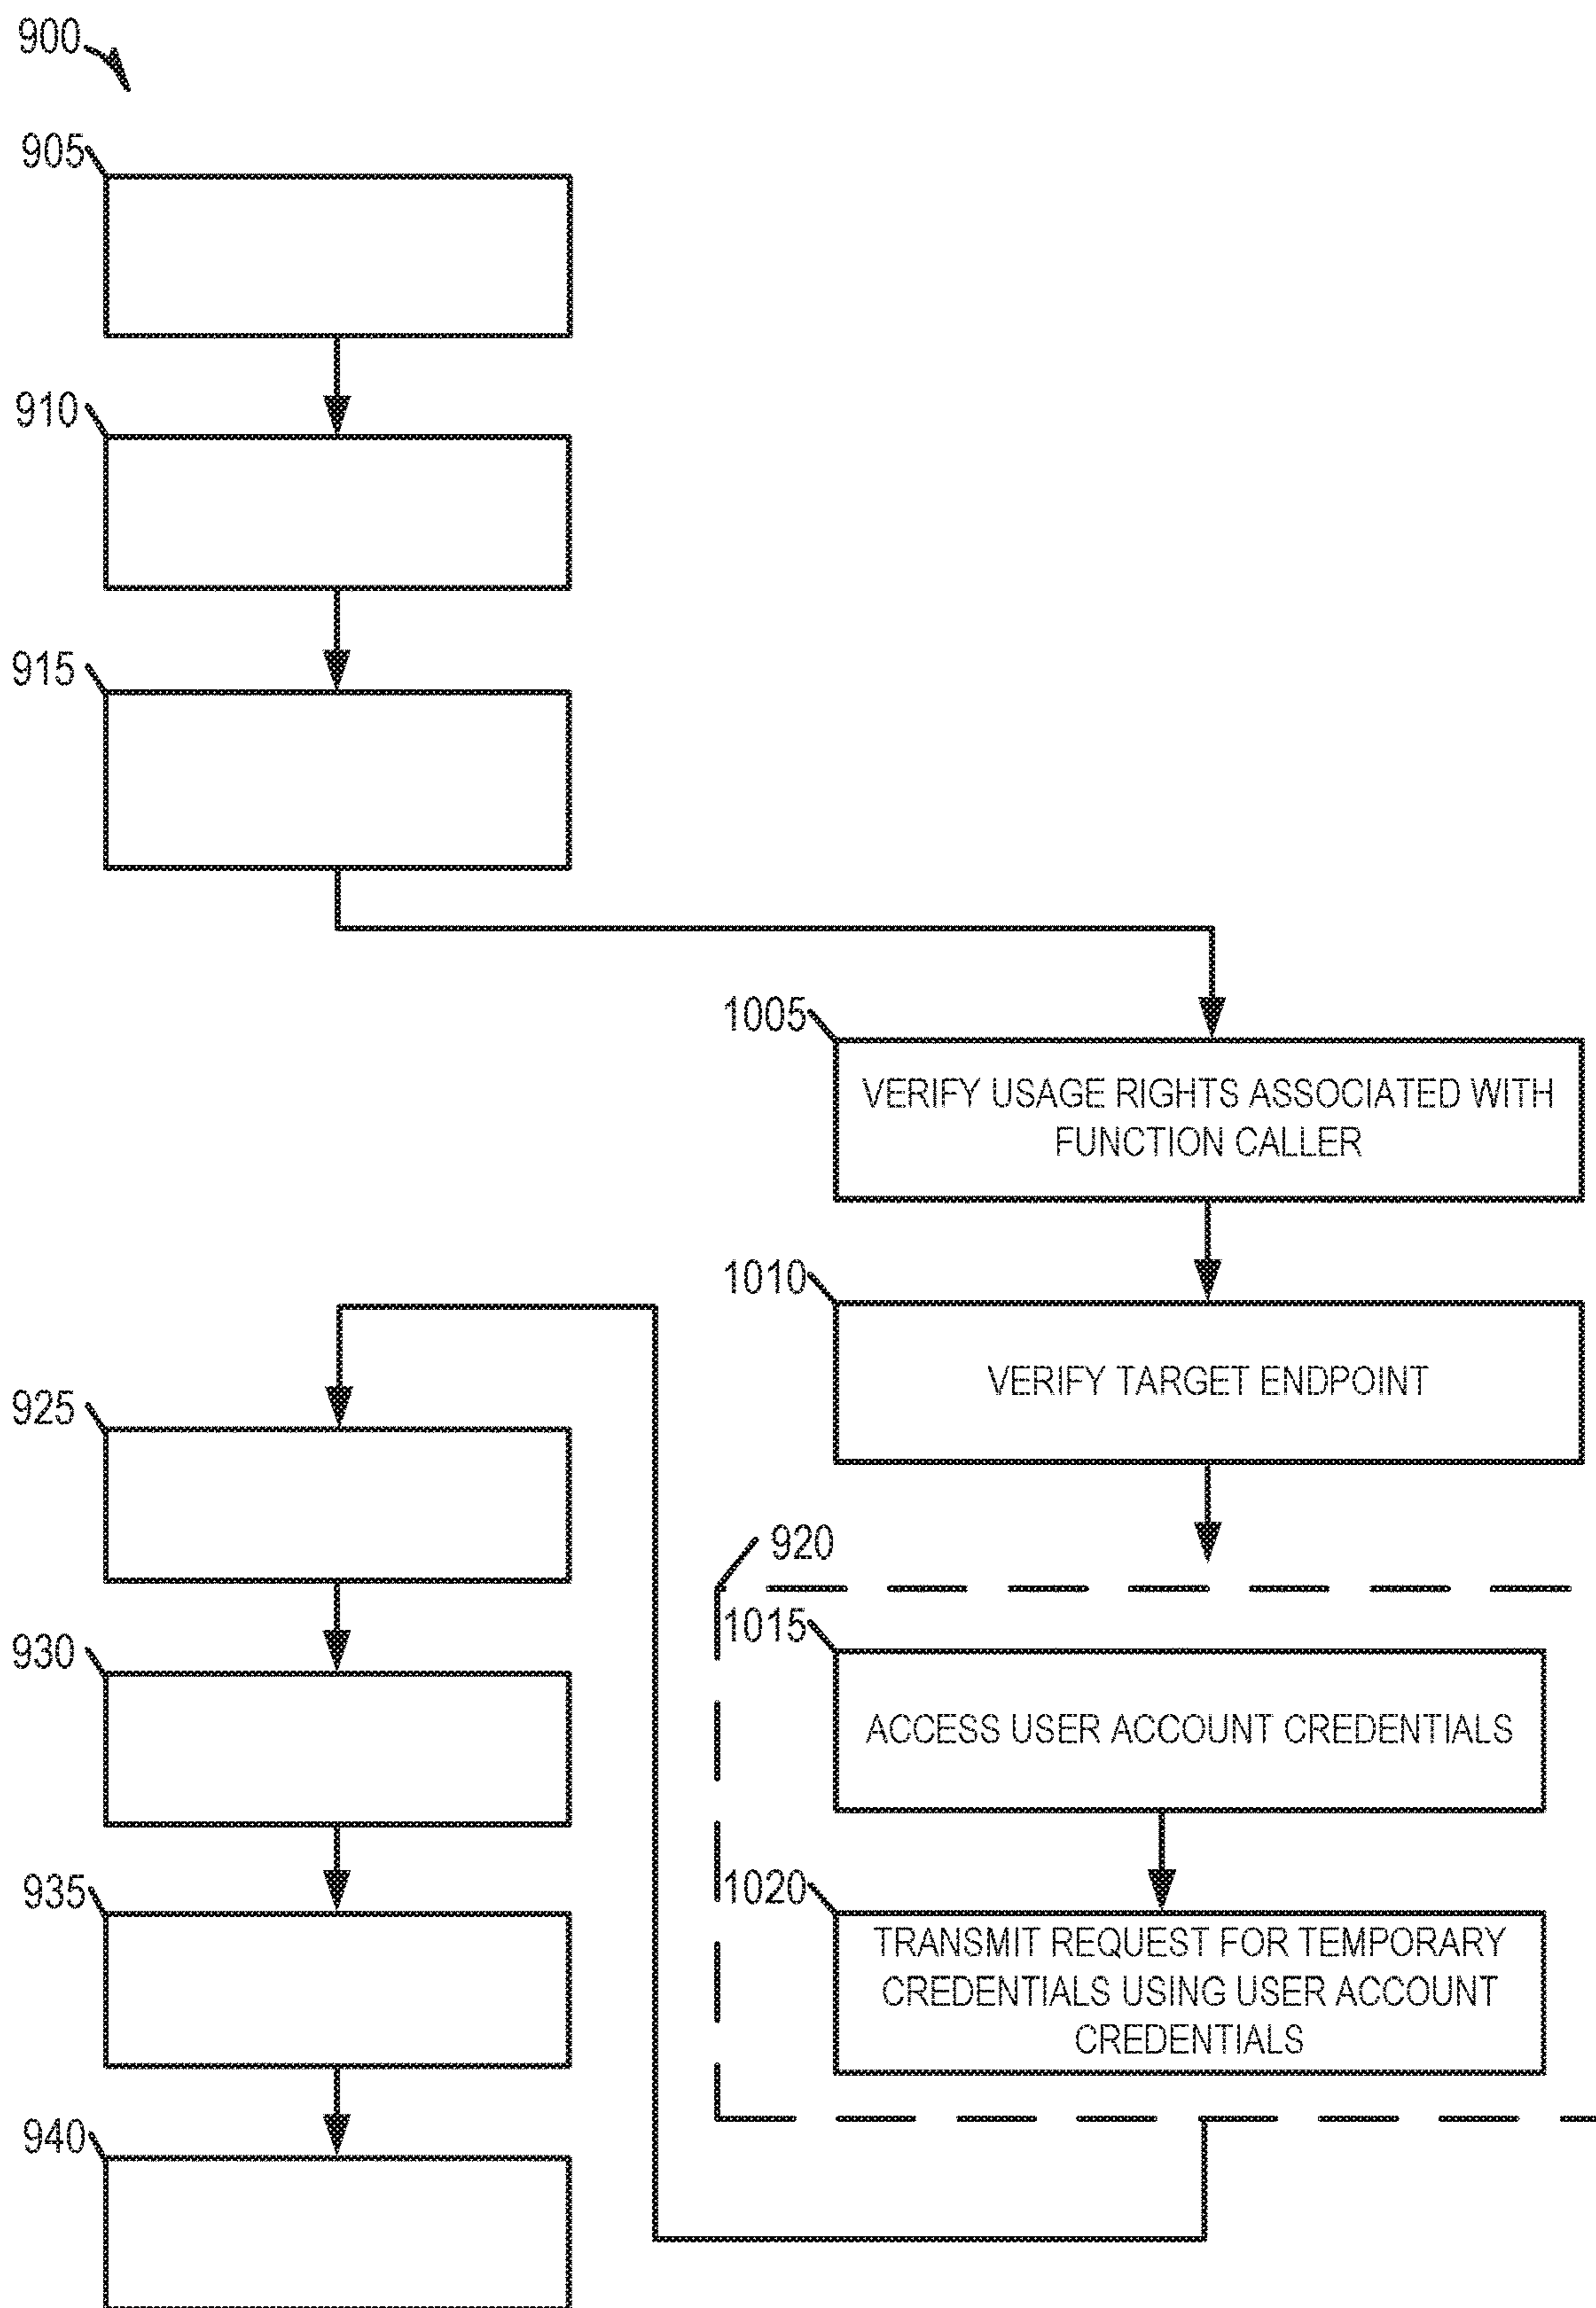 900
905
910
915
1005
VERIFY USAGE RIGHTS ASSOCIATED WITH
FUNCTION CALLER
1010
VERIFY TARGET ENDPOINT
920
1015
ACCESS USER ACCOUNT CREDENTIALS
1020
TRANSMIT REQUEST FOR TEMPORARY
CREDENTIALS USING USER ACCOUNT
CREDENTIALS
925
930
935
940